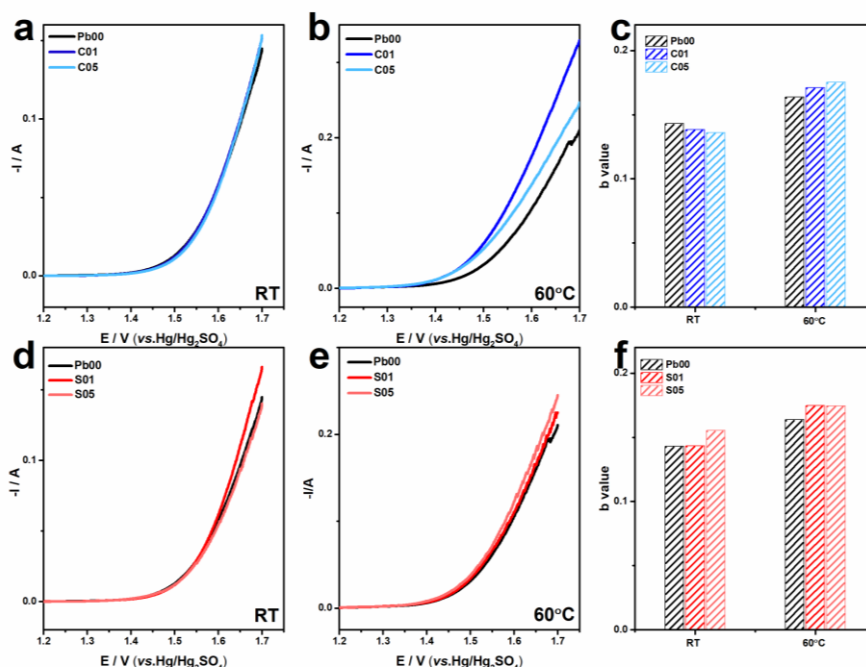 a
Pb00
C01
C05
0.1
0.0
-I / A
RT
1.2 1.3 1.4 1.5 1.6 1.7
E / V (vs.Hg/Hg2SO4)
b
Pb00
C01
C05
0.2
0.0
-I / A
60°C
1.2 1.3 1.4 1.5 1.6 1.7
E / V (vs.Hg/Hg2SO4)
c
Pb00
C01
C05
0.2
0.1
0.0
b value
RT 60°C
d
Pb00
S01
S05
0.1
0.0
-I / A
RT
1.2 1.3 1.4 1.5 1.6 1.7
E / V (vs.Hg/Hg2SO4)
e
Pb00
S01
S05
0.2
0.0
-I/A
60°C
1.2 1.3 1.4 1.5 1.6 1.7
E / V (vs.Hg/Hg2SO4)
f
Pb00
S01
S05
0.2
0.1
0.0
b value
RT 60°C